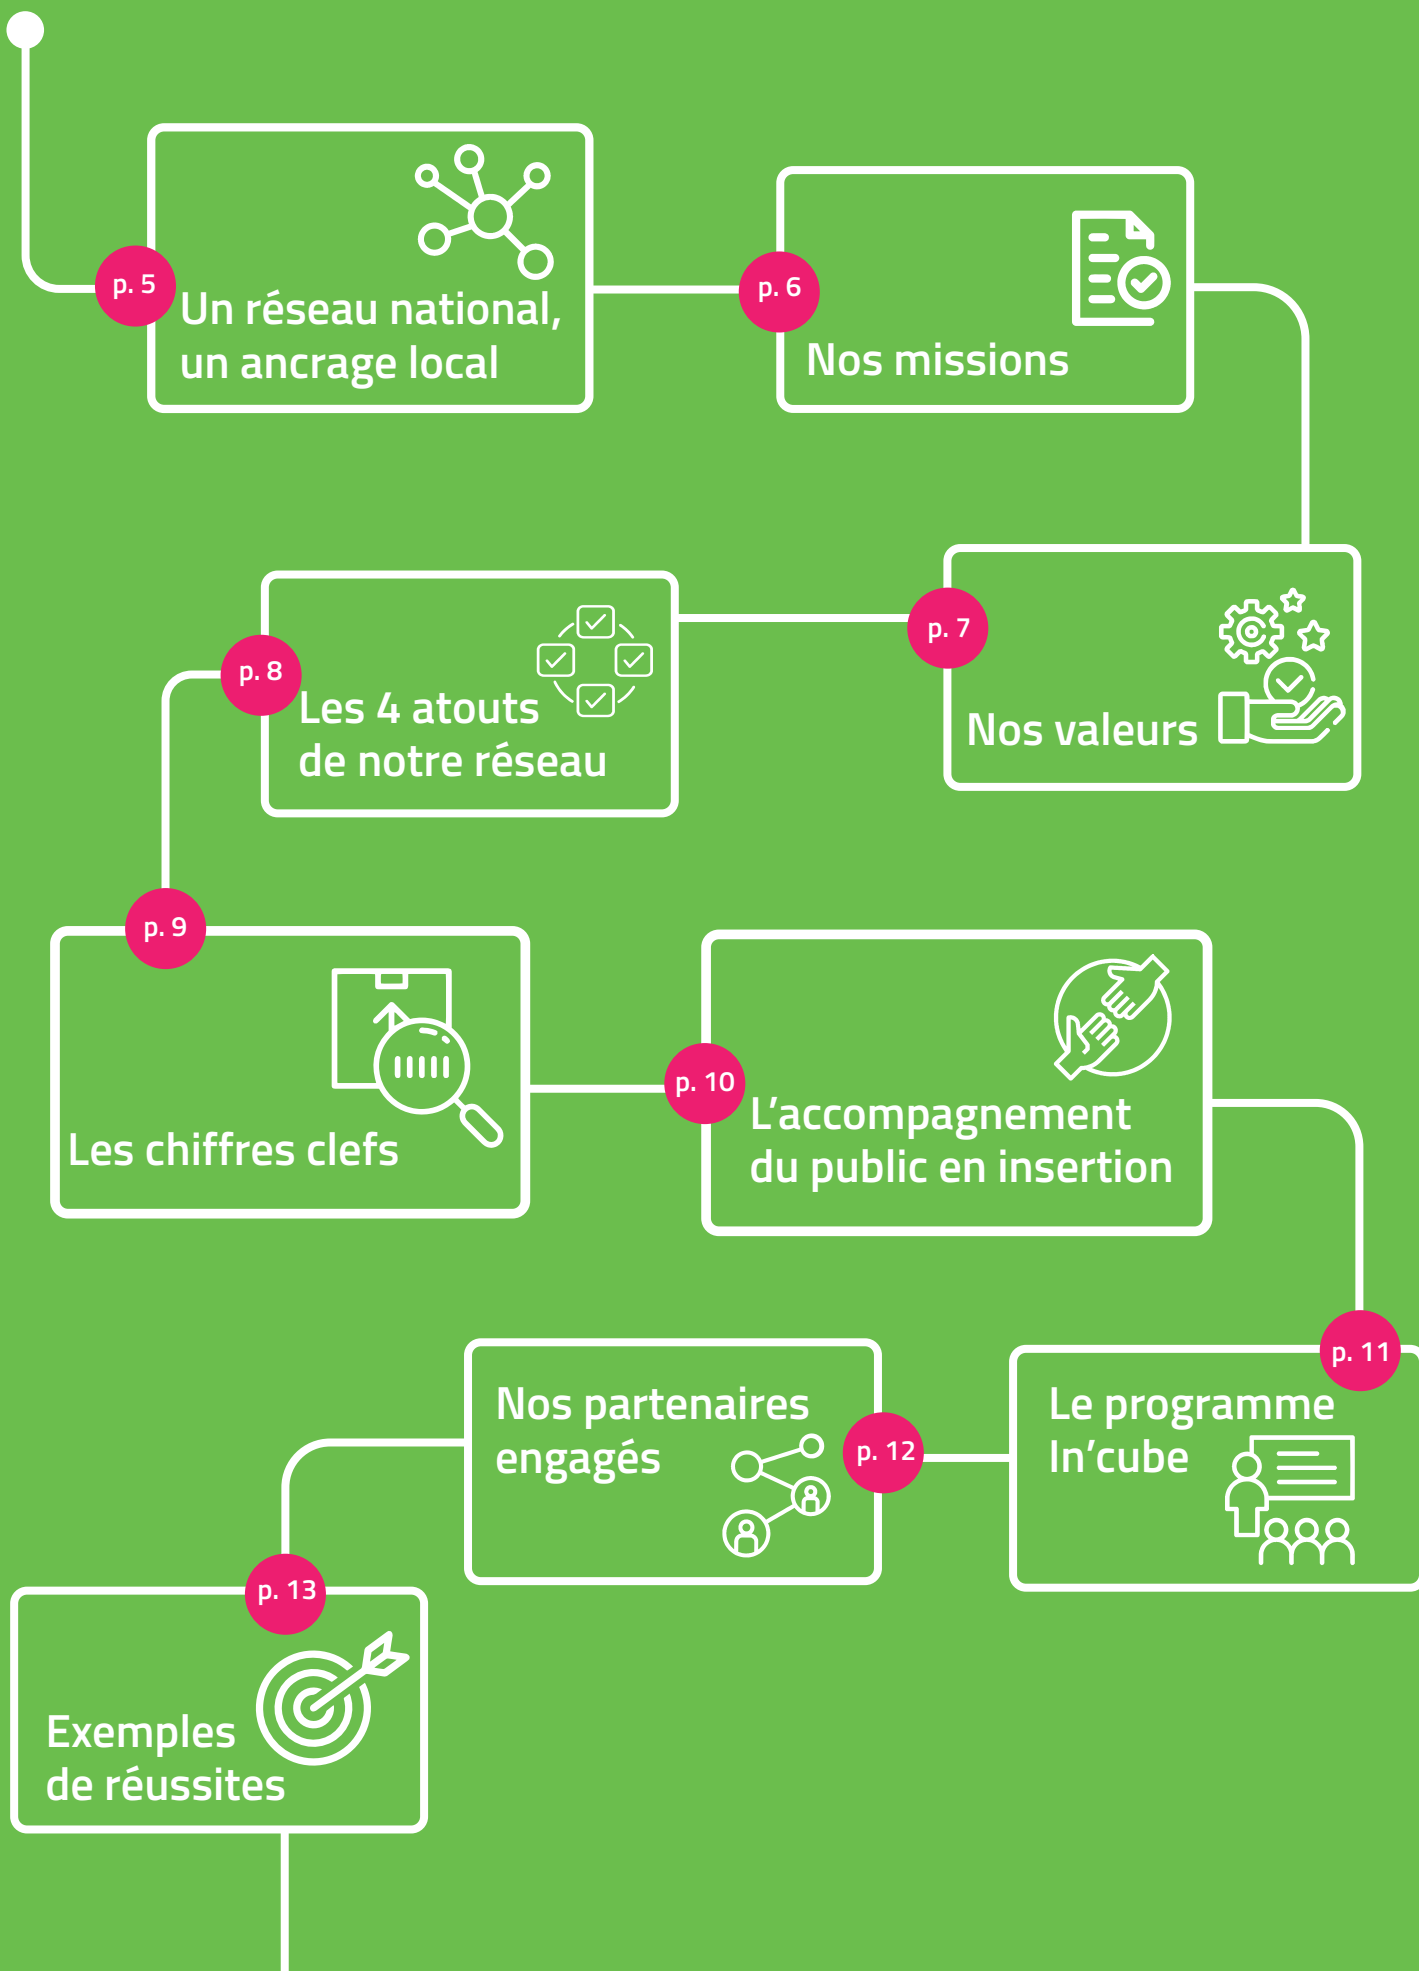 p. 5
Un réseau national,
un ancrage local
p. 6
Nos missions
p. 7
Nos valeurs
p. 8
Les 4 atouts
de notre réseau
p. 9
Les chiffres clefs
p. 10
L’accompagnement
du public en insertion
p. 11
Le programme
In’cube
p. 12
Nos partenaires
engagés
p. 13
Exemples
de réussites